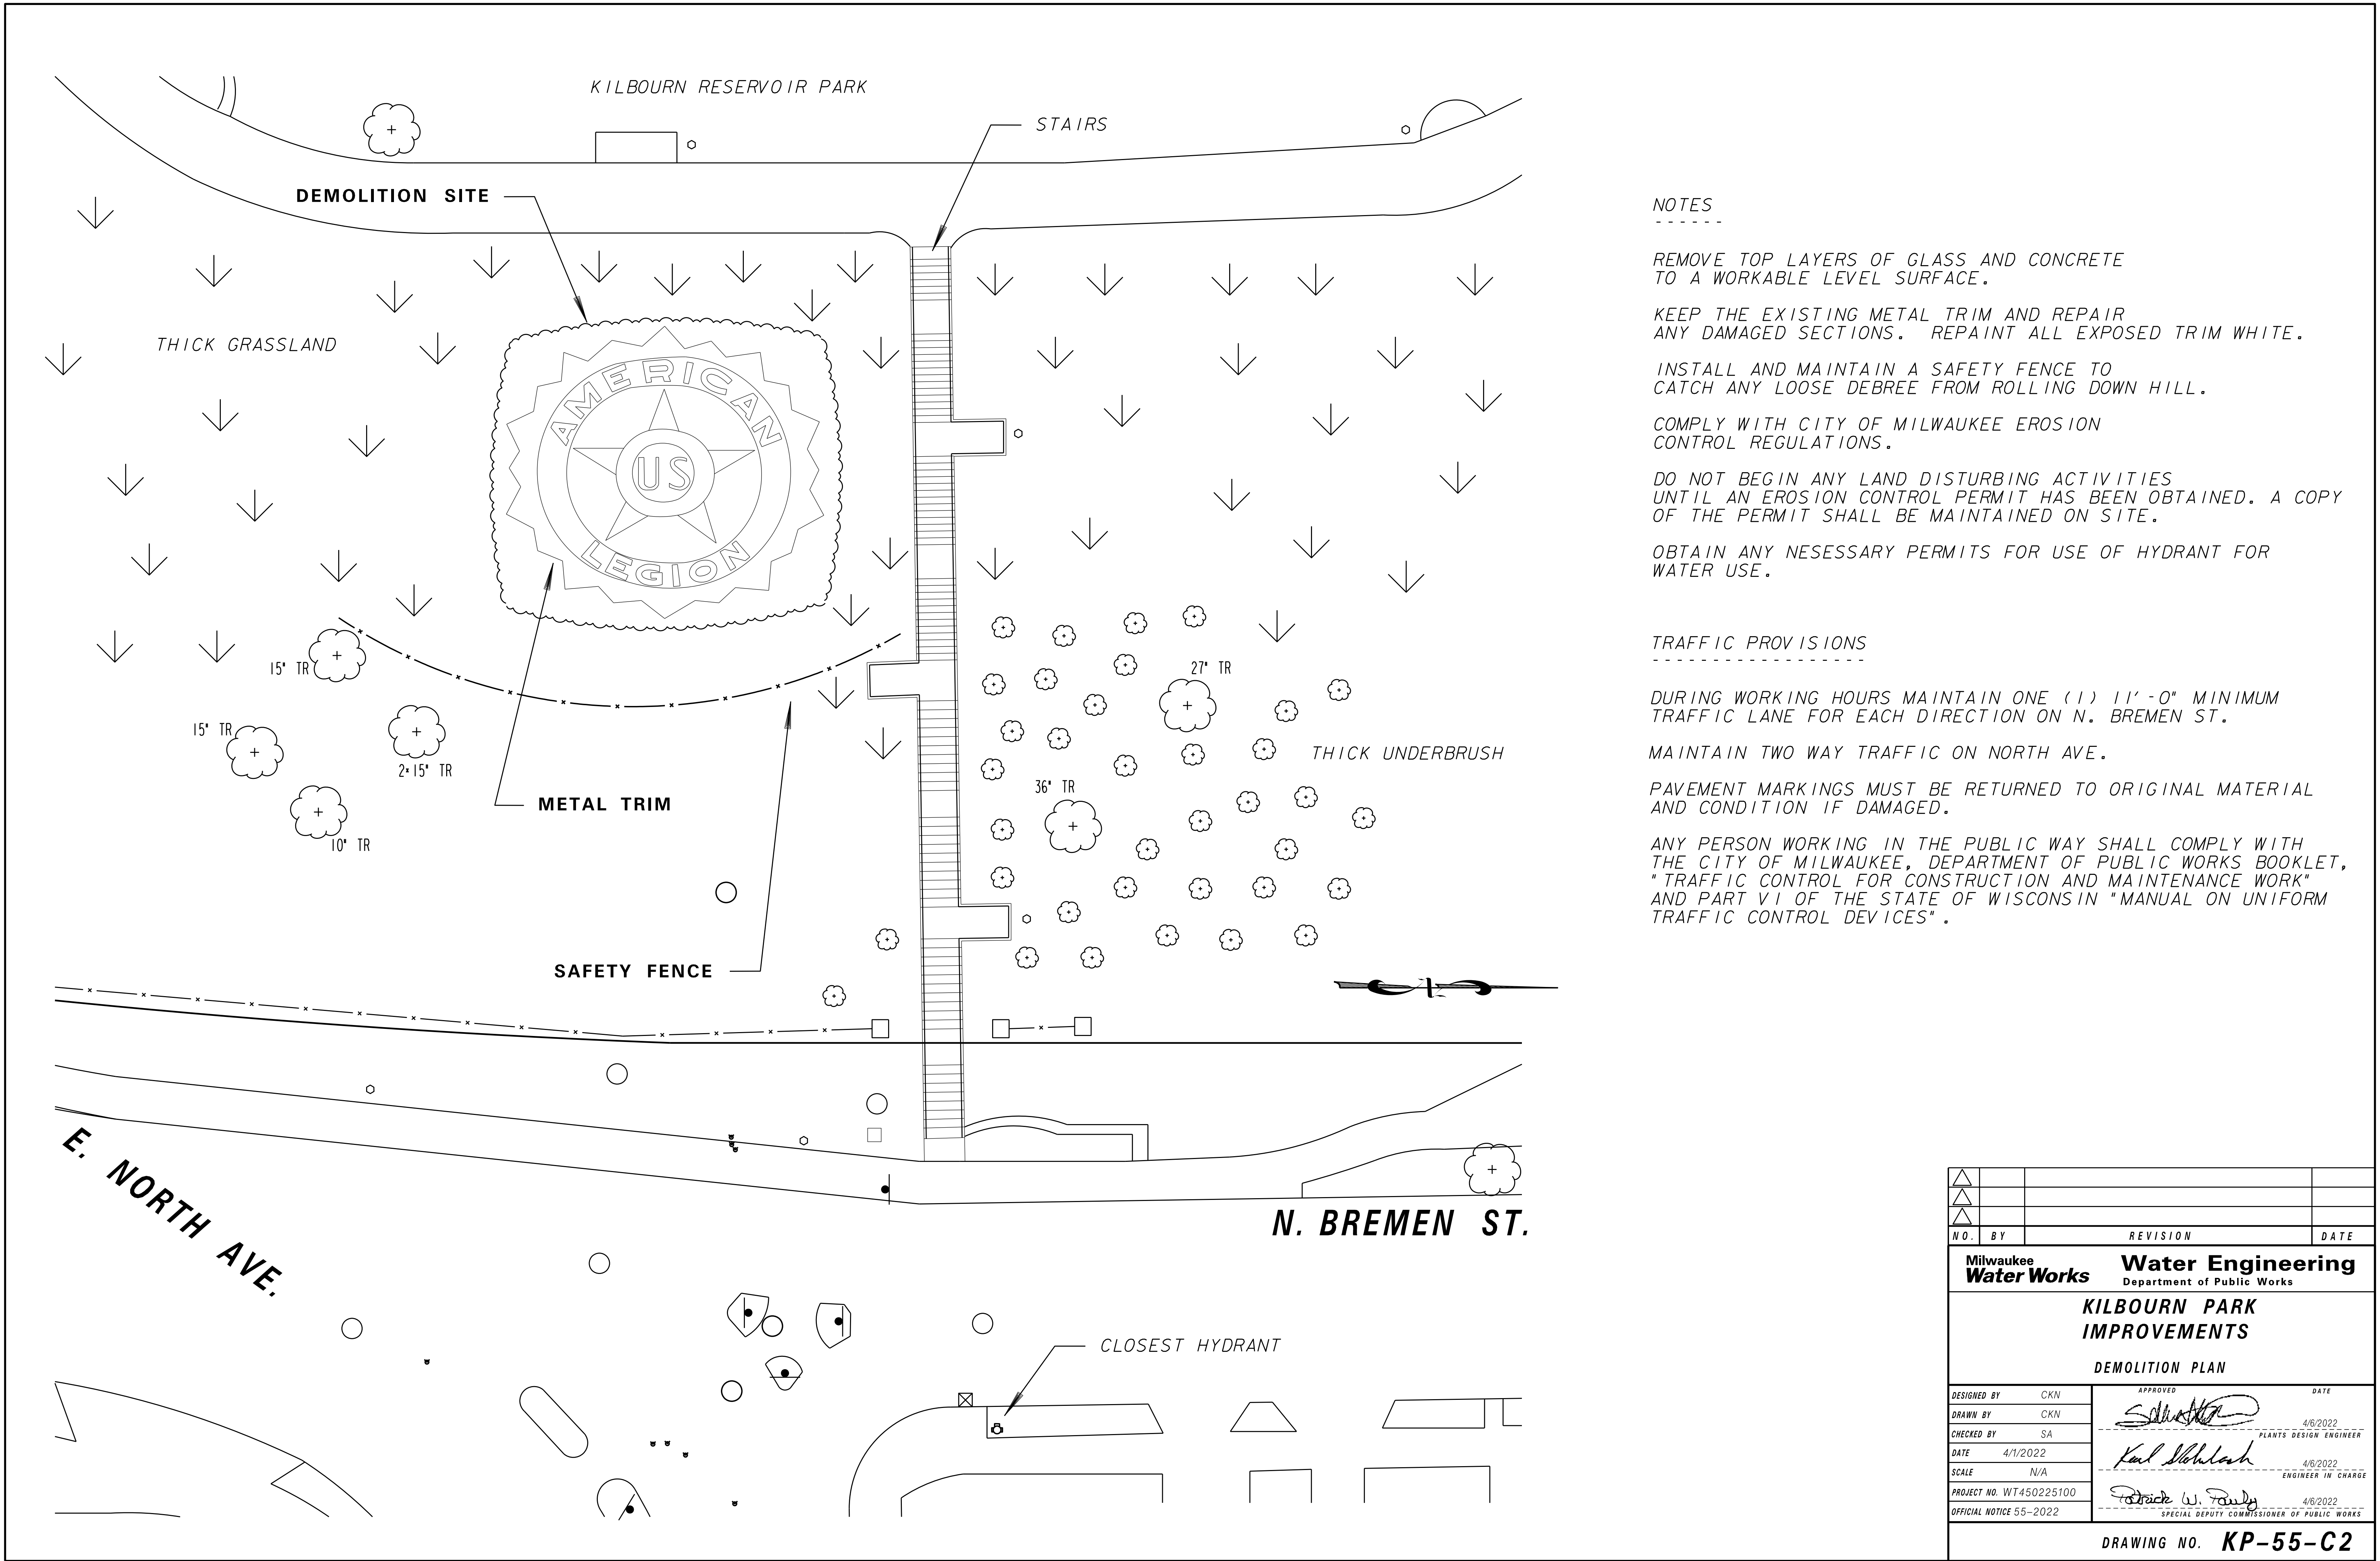 KILBOURN RESERVOIR PARK
STAIRS
DEMOLITION SITE
THICK GRASSLAND
AMERICAN
US
LEGION
15" TR
15" TR
2×15" TR
10" TR
METAL TRIM
SAFETY FENCE
27" TR
36" TR
THICK UNDERBRUSH
E. NORTH AVE.
N. BREMEN ST.
CLOSEST HYDRANT
NOTES
------
REMOVE TOP LAYERS OF GLASS AND CONCRETE
TO A WORKABLE LEVEL SURFACE.
KEEP THE EXISTING METAL TRIM AND REPAIR
ANY DAMAGED SECTIONS. REPAINT ALL EXPOSED TRIM WHITE.
INSTALL AND MAINTAIN A SAFETY FENCE TO
CATCH ANY LOOSE DEBREE FROM ROLLING DOWN HILL.
COMPLY WITH CITY OF MILWAUKEE EROSION
CONTROL REGULATIONS.
DO NOT BEGIN ANY LAND DISTURBING ACTIVITIES
UNTIL AN EROSION CONTROL PERMIT HAS BEEN OBTAINED. A COPY
OF THE PERMIT SHALL BE MAINTAINED ON SITE.
OBTAIN ANY NESESSARY PERMITS FOR USE OF HYDRANT FOR
WATER USE.
TRAFFIC PROVISIONS
------------------
DURING WORKING HOURS MAINTAIN ONE (1) 11'-0" MINIMUM
TRAFFIC LANE FOR EACH DIRECTION ON N. BREMEN ST.
MAINTAIN TWO WAY TRAFFIC ON NORTH AVE.
PAVEMENT MARKINGS MUST BE RETURNED TO ORIGINAL MATERIAL
AND CONDITION IF DAMAGED.
ANY PERSON WORKING IN THE PUBLIC WAY SHALL COMPLY WITH
THE CITY OF MILWAUKEE, DEPARTMENT OF PUBLIC WORKS BOOKLET,
"TRAFFIC CONTROL FOR CONSTRUCTION AND MAINTENANCE WORK"
AND PART VI OF THE STATE OF WISCONSIN "MANUAL ON UNIFORM
TRAFFIC CONTROL DEVICES".
NO. BY REVISION DATE
Milwaukee
Water Works
Water Engineering
Department of Public Works
KILBOURN PARK
IMPROVEMENTS
DEMOLITION PLAN
DESIGNED BY CKN
DRAWN BY CKN
CHECKED BY SA
DATE 4/1/2022
SCALE N/A
PROJECT NO. WT450225100
OFFICIAL NOTICE 55-2022
APPROVED DATE
4/6/2022
PLANTS DESIGN ENGINEER
4/6/2022
ENGINEER IN CHARGE
Patrick W. Pauly 4/6/2022
SPECIAL DEPUTY COMMISSIONER OF PUBLIC WORKS
DRAWING NO. KP-55-C2